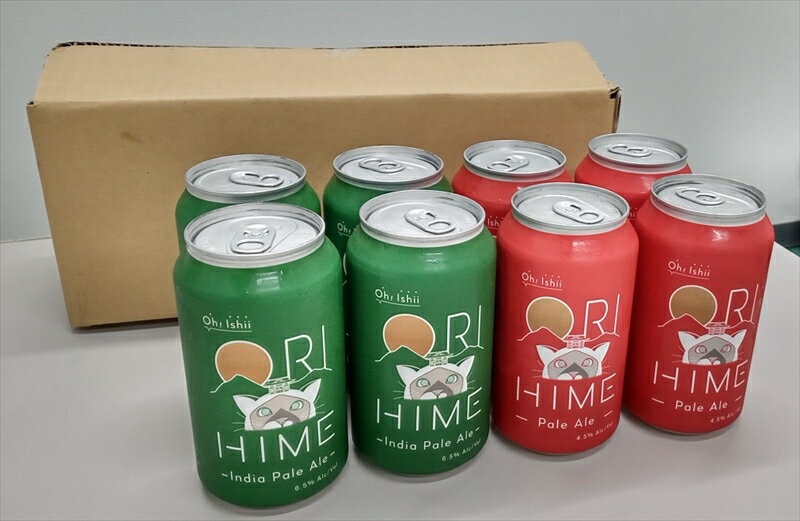 Oh! Ishii
ORI
HIME
India Pale Ale
6.5% Alc/Vol
Oh! Ishii
ORI
HIME
India Pale Ale
6.5% Alc/Vol
Oh! Ishii
ORI
HIME
Pale Ale
4.5% Alc/Vol
Oh! Ishii
ORI
HIME
Pale Ale
4.5% Alc/Vol